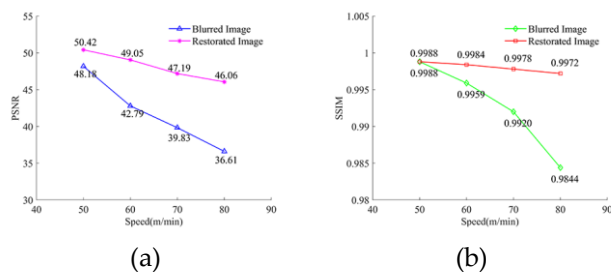 55
50
45
40
35
30
PSNR
40 50 60 70 80 90
Speed(m/min)
Blurred Image
Restorated Image
50.42
49.05
47.19
46.06
48.18
42.79
39.83
36.61
(a)
1.005
1
0.995
0.99
0.985
0.98
SSIM
40 50 60 70 80 90
Speed(m/min)
Blurred Image
Restorated Image
0.9988
0.9984
0.9978
0.9972
0.9988
0.9959
0.9920
0.9844
(b)